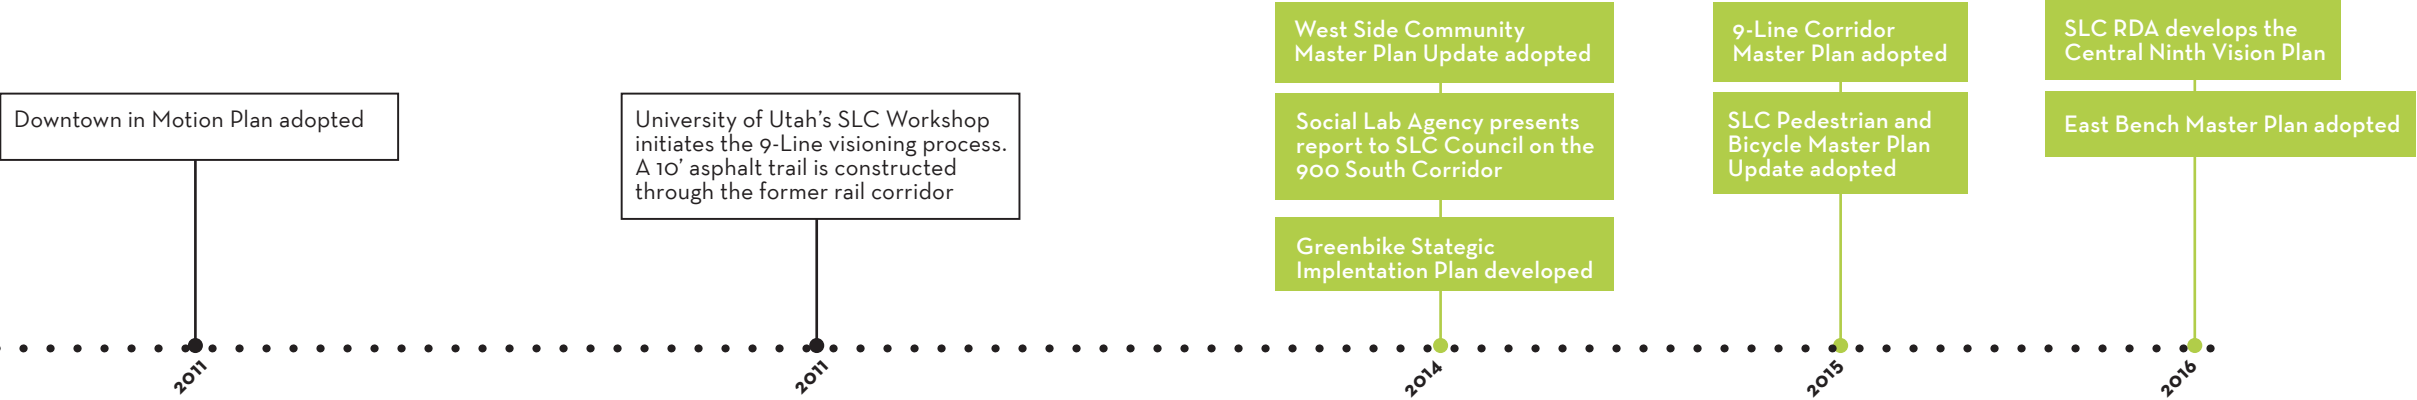 Downtown in Motion Plan adopted
University of Utah's SLC Workshop
initiates the 9-Line visioning process.
A 10' asphalt trail is constructed
through the former rail corridor
West Side Community
Master Plan Update adopted
Social Lab Agency presents
report to SLC Council on the
900 South Corridor
Greenbike Stategic
Implentation Plan developed
9-Line Corridor
Master Plan adopted
SLC Pedestrian and
Bicycle Master Plan
Update adopted
SLC RDA develops the
Central Ninth Vision Plan
East Bench Master Plan adopted
2011
2011
2014
2015
2016